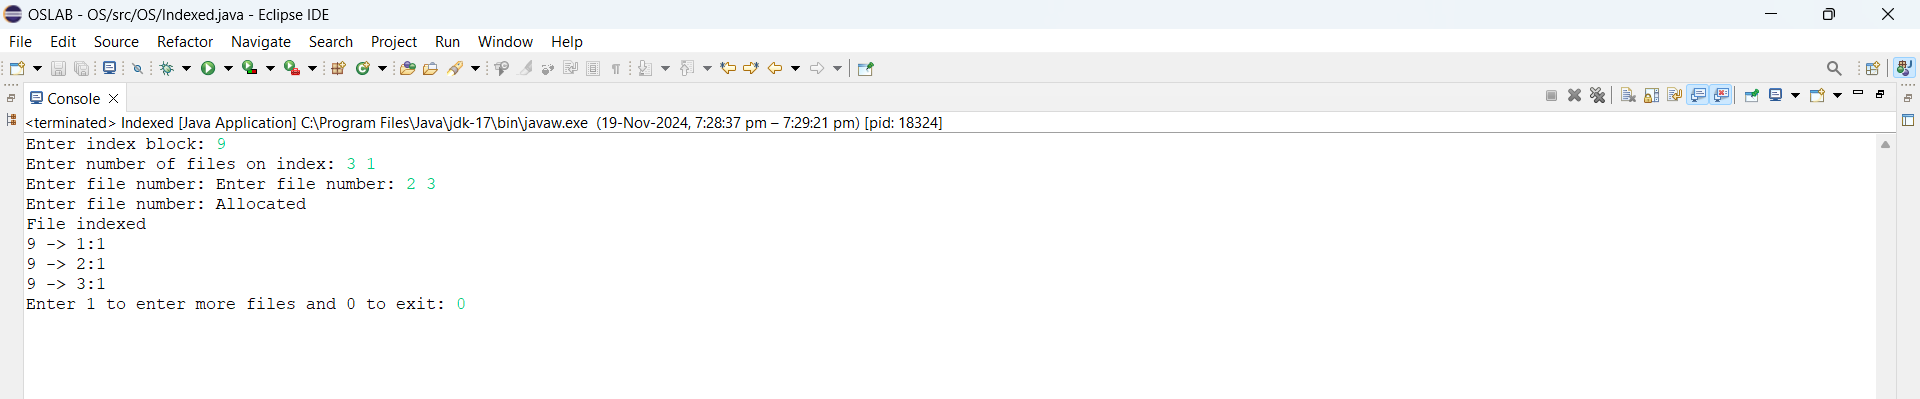 OSLAB - OS/src/OS/Indexed.java - Eclipse IDE
File Edit Source Refactor Navigate Search Project Run Window Help
Console
<terminated> Indexed [Java Application] C:\Program Files\Java\jdk-17\bin\javaw.exe (19-Nov-2024, 7:28:37 pm – 7:29:21 pm) [pid: 18324]
Enter index block: 9
Enter number of files on index: 3 1
Enter file number: Enter file number: 2 3
Enter file number: Allocated
File indexed
9 -> 1:1
9 -> 2:1
9 -> 3:1
Enter 1 to enter more files and 0 to exit: 0